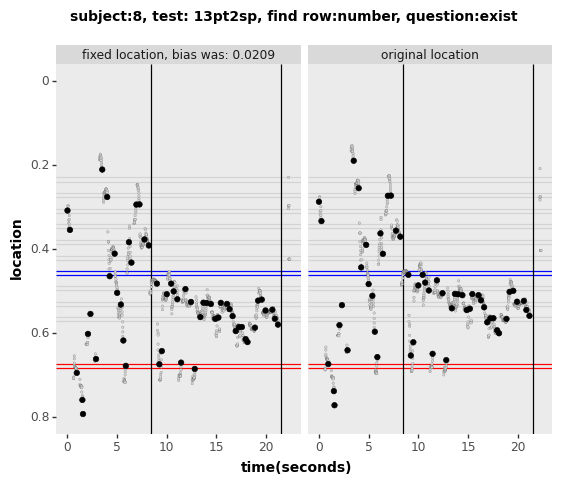 subject:8, test: 13pt2sp, find row:number, question:exist
fixed location, bias was: 0.0209
original location
0
0.2
0.4
0.6
0.8
location
0 5 10 15 20
0 5 10 15 20
time(seconds)